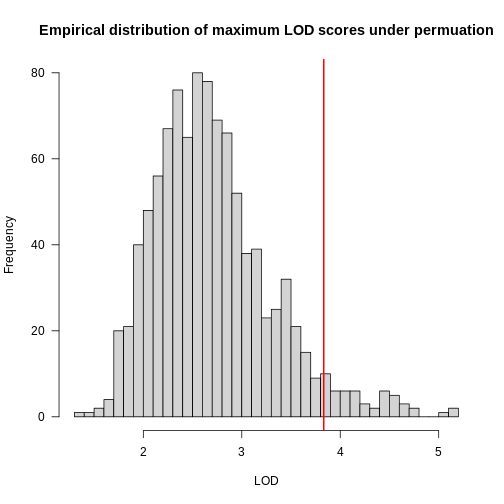 Empirical distribution of maximum LOD scores under permuation
80
60
40
20
0
Frequency
2 3 4 5
LOD